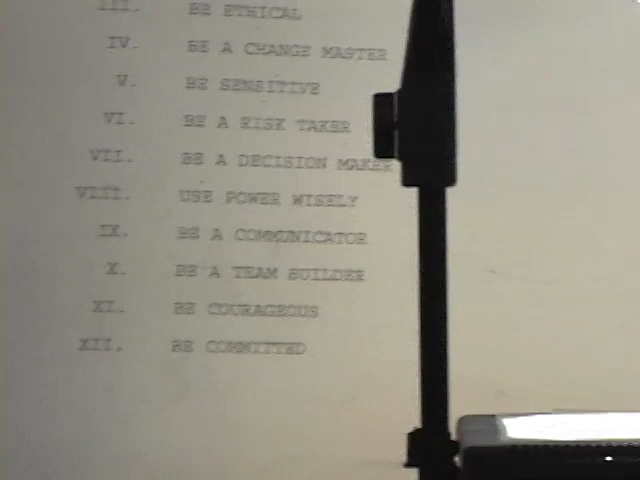 III. BE ETHICAL
IV. BE A CHANGE MASTER
V. BE SENSITIVE
VI. BE A RISK TAKER
VII. BE A DECISION MAKER
VIII. USE POWER WISELY
IX. BE A COMMUNICATOR
X. BE A TEAM BUILDER
XI. BE COURAGEOUS
XII. BE COMMITTED